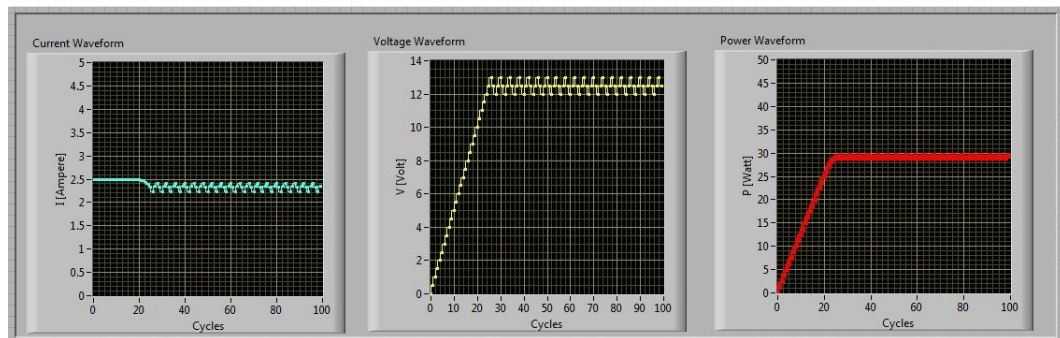 Current Waveform
5
4.5
4
3.5
3
2.5
2
1.5
1
0.5
0
I [Ampere]
0 20 40 60 80 100
Cycles
Voltage Waveform
14
12
10
8
6
4
2
0
V [Volt]
0 10 20 30 40 50 60 70 80 90 100
Cycles
Power Waveform
50
45
40
35
30
25
20
15
10
5
0
P [Watt]
0 20 40 60 80 100
Cycles